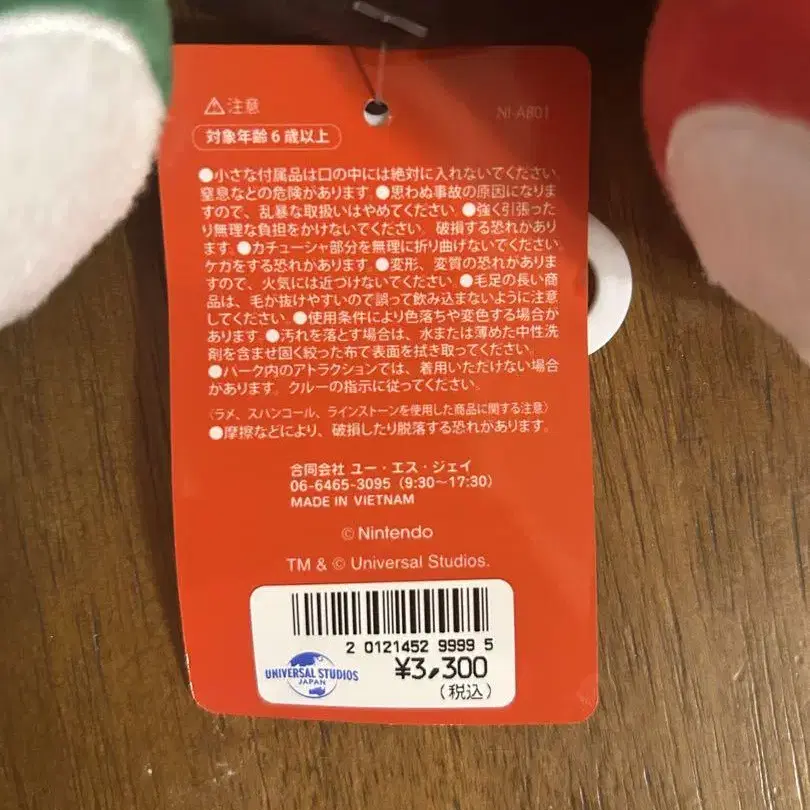 ⚠注意
NI-AB01
対象年齢6歳以上
●小さな付属品は口の中には絶対に入れないでください。
窒息などの危険があります。●思わぬ事故の原因になりま
すので、乱暴な取扱いはやめてください。●強く引張った
り無理な負担をかけないでください。破損する恐れがあり
ます。●カチューシャ部分を無理に折り曲げないでください。
ケガをする恐れがあります。●変形、変質の恐れがありま
すので、火気には近づけないでください。●毛足の長い商
品は、毛が抜けやすいので誤って飲み込まないように注意
してください。●使用条件により色落ちや変色する場合が
あります。●汚れを落とす場合は、水または薄めた中性洗
剤を含ませ固く絞った布で表面を拭き取ってください。
●パーク内のアトラクションでは、着用いただけない場合
があります。クルーの指示に従ってください。
〈ラメ、スパンコール、ラインストーンを使用した商品に関する注意〉
●摩擦などにより、破損したり脱落する恐れがあります。
合同会社 ユー・エス・ジェイ
06-6465-3095（9:30～17:30）
MADE IN VIETNAM
© Nintendo
TM & © Universal Studios.
2 0121452 9999 5
UNIVERSAL STUDIOS
JAPAN
¥3,300
(税込)